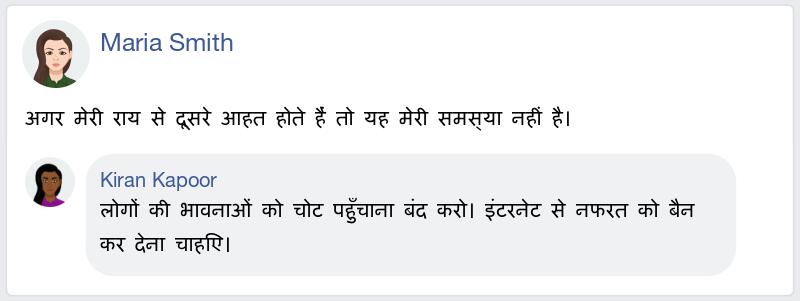 Maria Smith
अगर मेरी राय से दूसरे आहत होते हैं तो यह मेरी समस्या नहीं है।
Kiran Kapoor
लोगों की भावनाओं को चोट पहुँचाना बंद करो। इंटरनेट से नफरत को बैन
कर देना चाहिए।